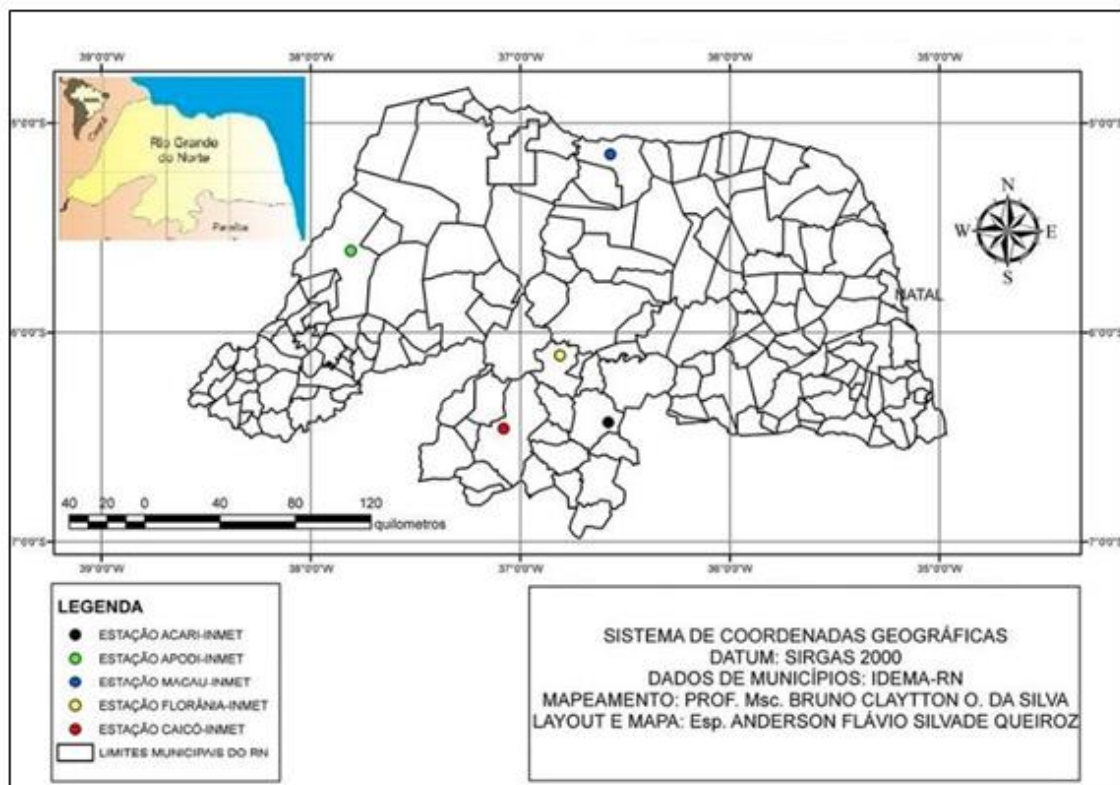 39°0'0"W 38°0'0"W 37°0'0"W 36°0'0"W 35°0'0"W
Rio Grande
do Norte
Paraíba
5°0'0"S 5°0'0"S
N
W E
S
NATAL
6°0'0"S 6°0'0"S
40 20 0 40 80 120
quilometros
7°0'0"S 7°0'0"S
39°0'0"W 38°0'0"W 37°0'0"W 36°0'0"W 35°0'0"W
LEGENDA
ESTAÇÃO ACARI-INMET
ESTAÇÃO APODI-INMET
ESTAÇÃO MACAU-INMET
ESTAÇÃO FLORÂNIA-INMET
ESTAÇÃO CAICÓ-INMET
LIMITES MUNICIPAIS DO RN
SISTEMA DE COORDENADAS GEOGRÁFICAS
DATUM: SIRGAS 2000
DADOS DE MUNICÍPIOS: IDEMA-RN
MAPEAMENTO: PROF. Msc. BRUNO CLAYTTON O. DA SILVA
LAYOUT E MAPA: Esp. ANDERSON FLÁVIO SILVADE QUEIROZ